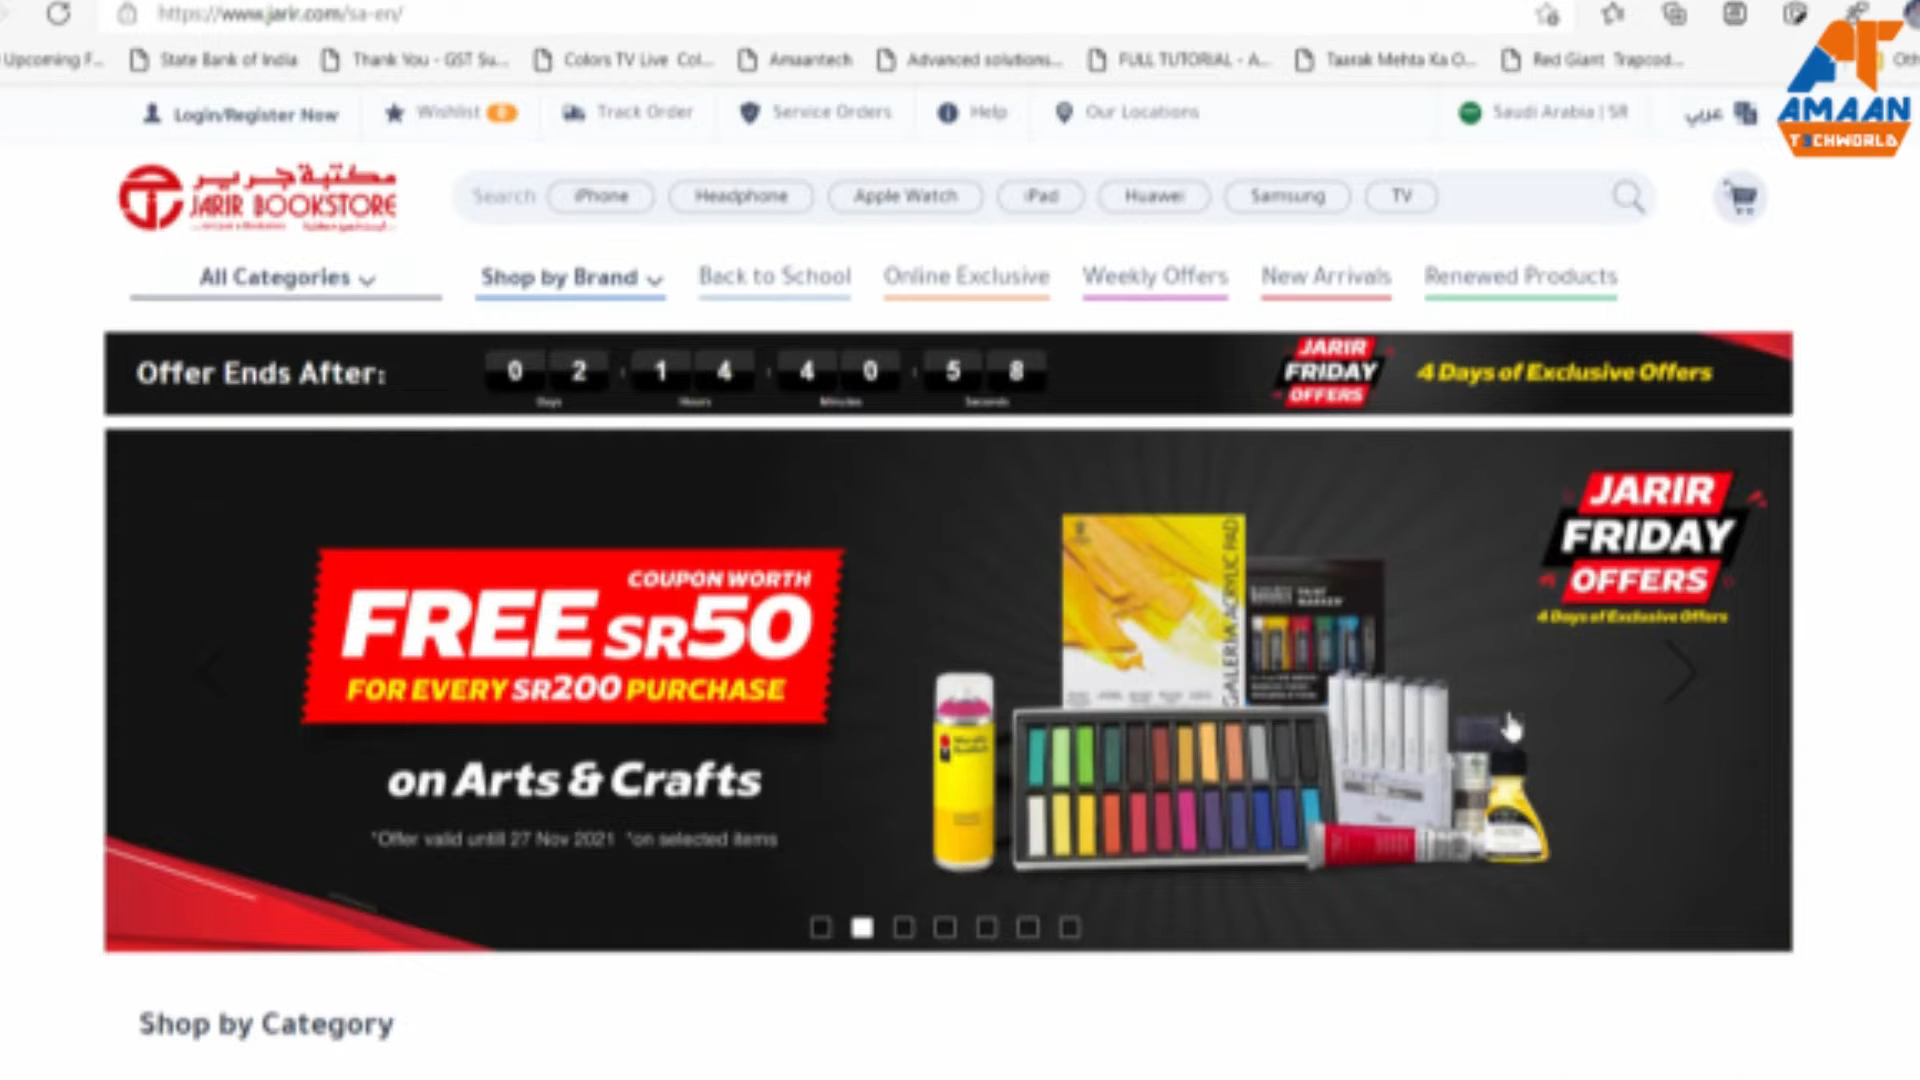 https://www.jarir.com/sa-en/
Upcoming F...
State Bank of India
Thank You - GST Su...
Colors TV Live Col...
Amaantech
Advanced solutions...
FULL TUTORIAL - A...
Taarak Mehta Ka O...
Red Giant Trapcod...
Oth
AT
AMAAN
TECHWORLD
Login/Register Now
Wishlist 0
Track Order
Service Orders
Help
Our Locations
Saudi Arabia | SR
عربي
مكتبة جرير
JARIR BOOKSTORE
Search
iPhone
Headphone
Apple Watch
iPad
Huawei
Samsung
TV
All Categories
Shop by Brand
Back to School
Online Exclusive
Weekly Offers
New Arrivals
Renewed Products
Offer Ends After:
0 2 : 1 4 : 4 0 : 5 8
Days
Hours
Minutes
Seconds
JARIR
FRIDAY
OFFERS
4 Days of Exclusive Offers
COUPON WORTH
FREE SR50
FOR EVERY SR200 PURCHASE
on Arts & Crafts
*Offer valid untill 27 Nov 2021 *on selected items
GALERIA ACRYLIC PAD
PAINT
MARKER
JARIR
FRIDAY
OFFERS
4 Days of Exclusive Offers
Shop by Category